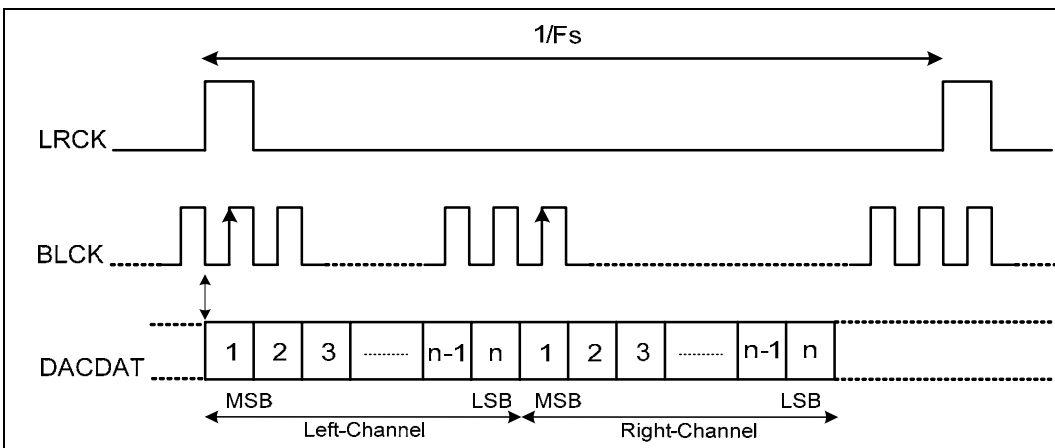 1/Fs
LRCK
BLCK
DACDAT 1 2 3 ........ n-1 n 1 2 3 ........ n-1 n
MSB LSB MSB LSB
Left-Channel Right-Channel